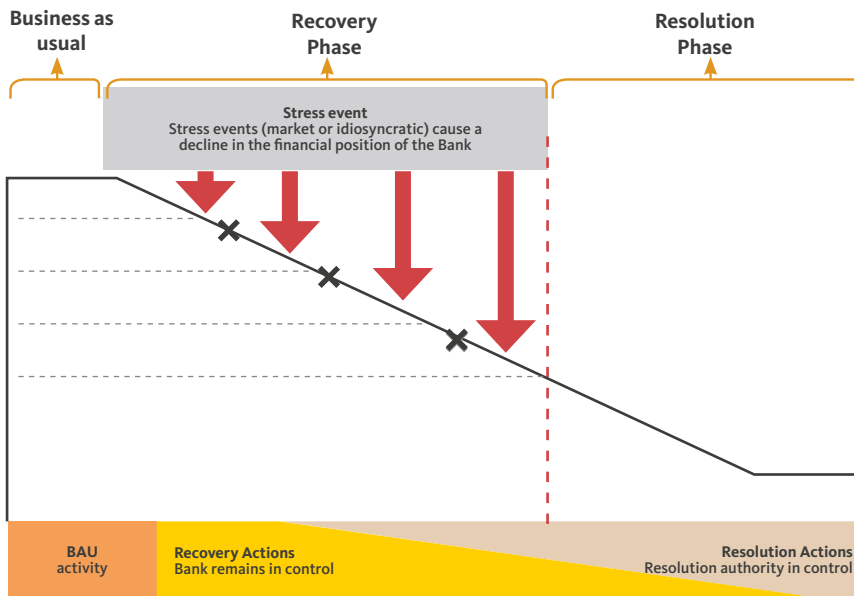 Business as
usual
Recovery
Phase
Resolution
Phase
Stress event
Stress events (market or idiosyncratic) cause a
decline in the financial position of the Bank
BAU
activity
Recovery Actions
Bank remains in control
Resolution Actions
Resolution authority in control